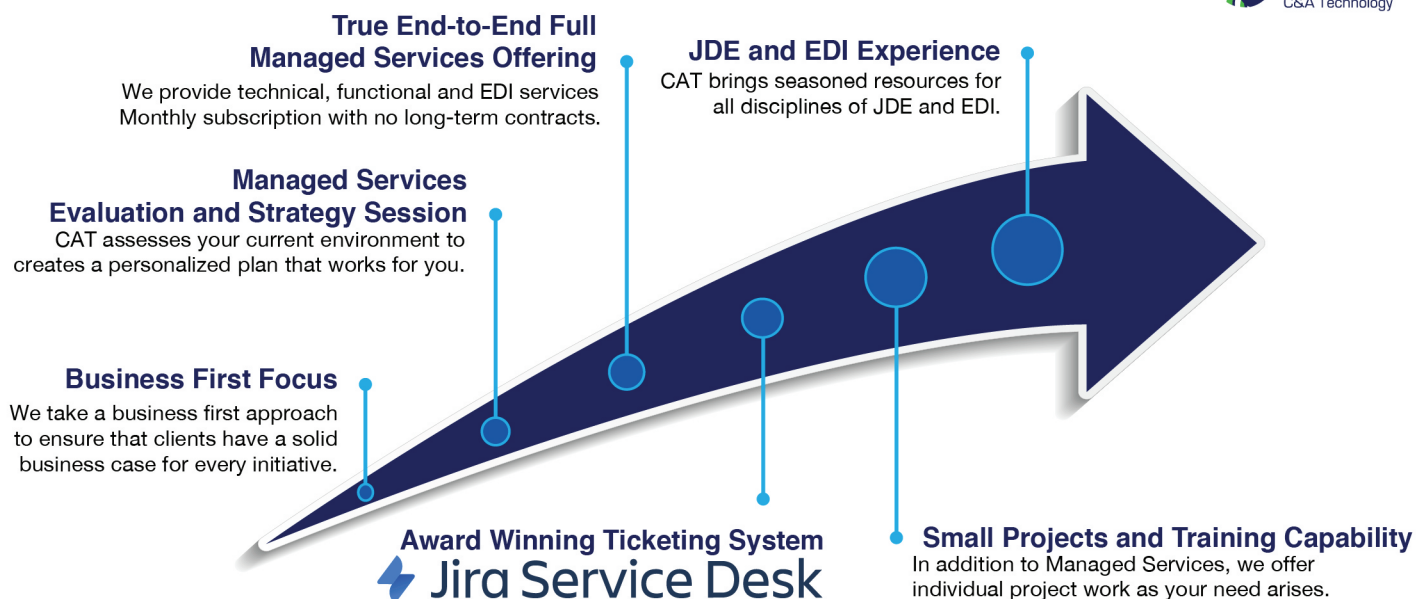 C&A Technology
True End-to-End Full
Managed Services Offering
We provide technical, functional and EDI services
Monthly subscription with no long-term contracts.
JDE and EDI Experience
CAT brings seasoned resources for
all disciplines of JDE and EDI.
Managed Services
Evaluation and Strategy Session
CAT assesses your current environment to
creates a personalized plan that works for you.
Business First Focus
We take a business first approach
to ensure that clients have a solid
business case for every initiative.
Award Winning Ticketing System
Jira Service Desk
Small Projects and Training Capability
In addition to Managed Services, we offer
individual project work as your need arises.